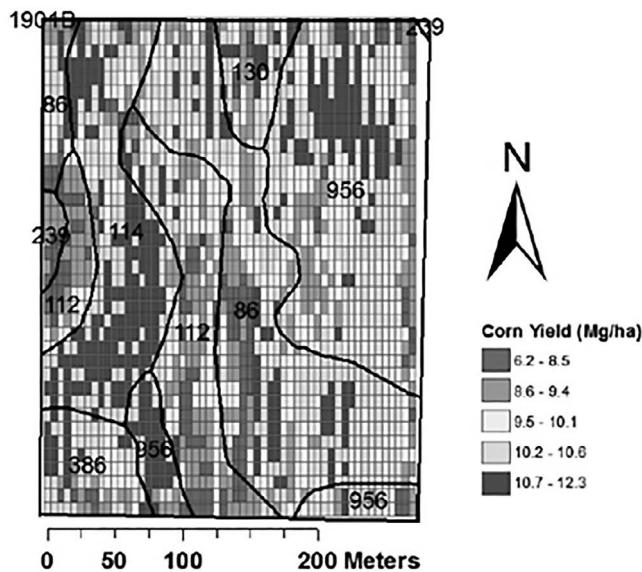 1904B
239
130
86
956
239
114
112
86
112
956
386
956
N
Corn Yield (Mg/ha)
6.2 - 8.5
8.6 - 9.4
9.5 - 10.1
10.2 - 10.6
10.7 - 12.3
0 50 100 200 Meters